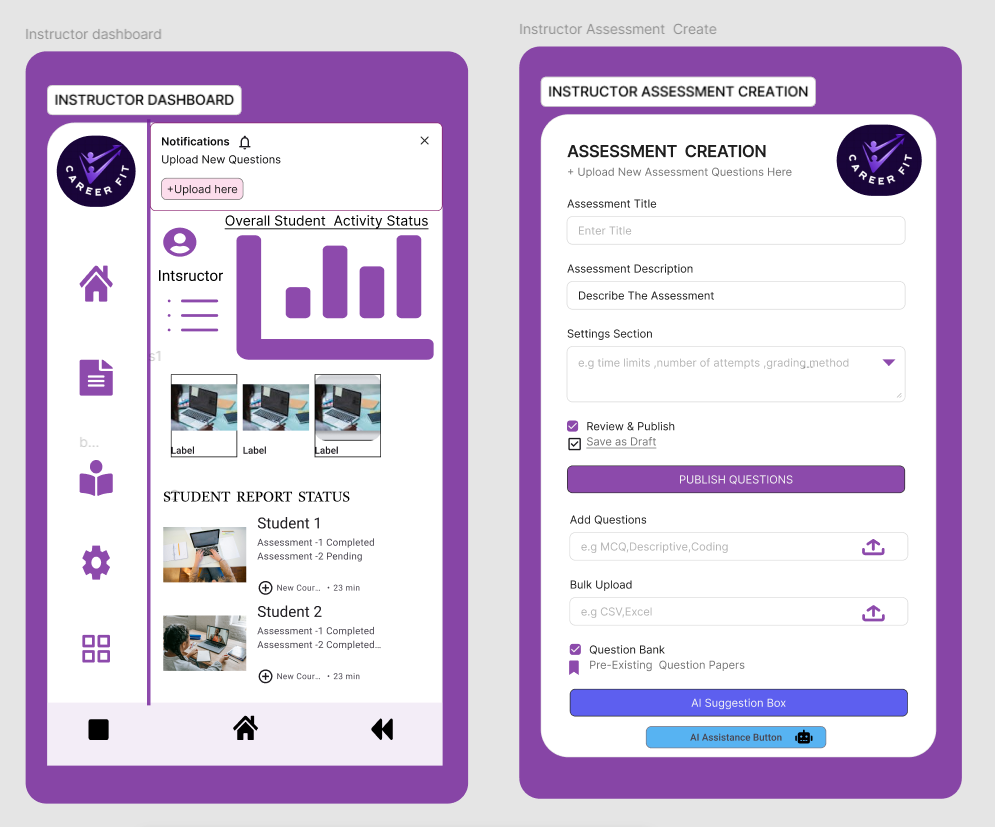 Instructor dashboard
INSTRUCTOR DASHBOARD
CAREER FIT
Notifications
Upload New Questions
+Upload here
Overall Student Activity Status
Intsructor
s1
Label
Label
Label
b...
STUDENT REPORT STATUS
Student 1
Assessment -1 Completed
Assessment -2 Pending
New Cour... • 23 min
Student 2
Assessment -1 Completed
Assessment -2 Completed...
New Cour... • 23 min
Instructor Assessment Create
INSTRUCTOR ASSESSMENT CREATION
CAREER FIT
ASSESSMENT CREATION
+ Upload New Assessment Questions Here
Assessment Title
Enter Title
Assessment Description
Describe The Assessment
Settings Section
e.g time limits ,number of attempts ,grading method
Review & Publish
Save as Draft
PUBLISH QUESTIONS
Add Questions
e.g MCQ,Descriptive,Coding
Bulk Upload
e.g CSV,Excel
Question Bank
Pre-Existing Question Papers
AI Suggestion Box
AI Assistance Button